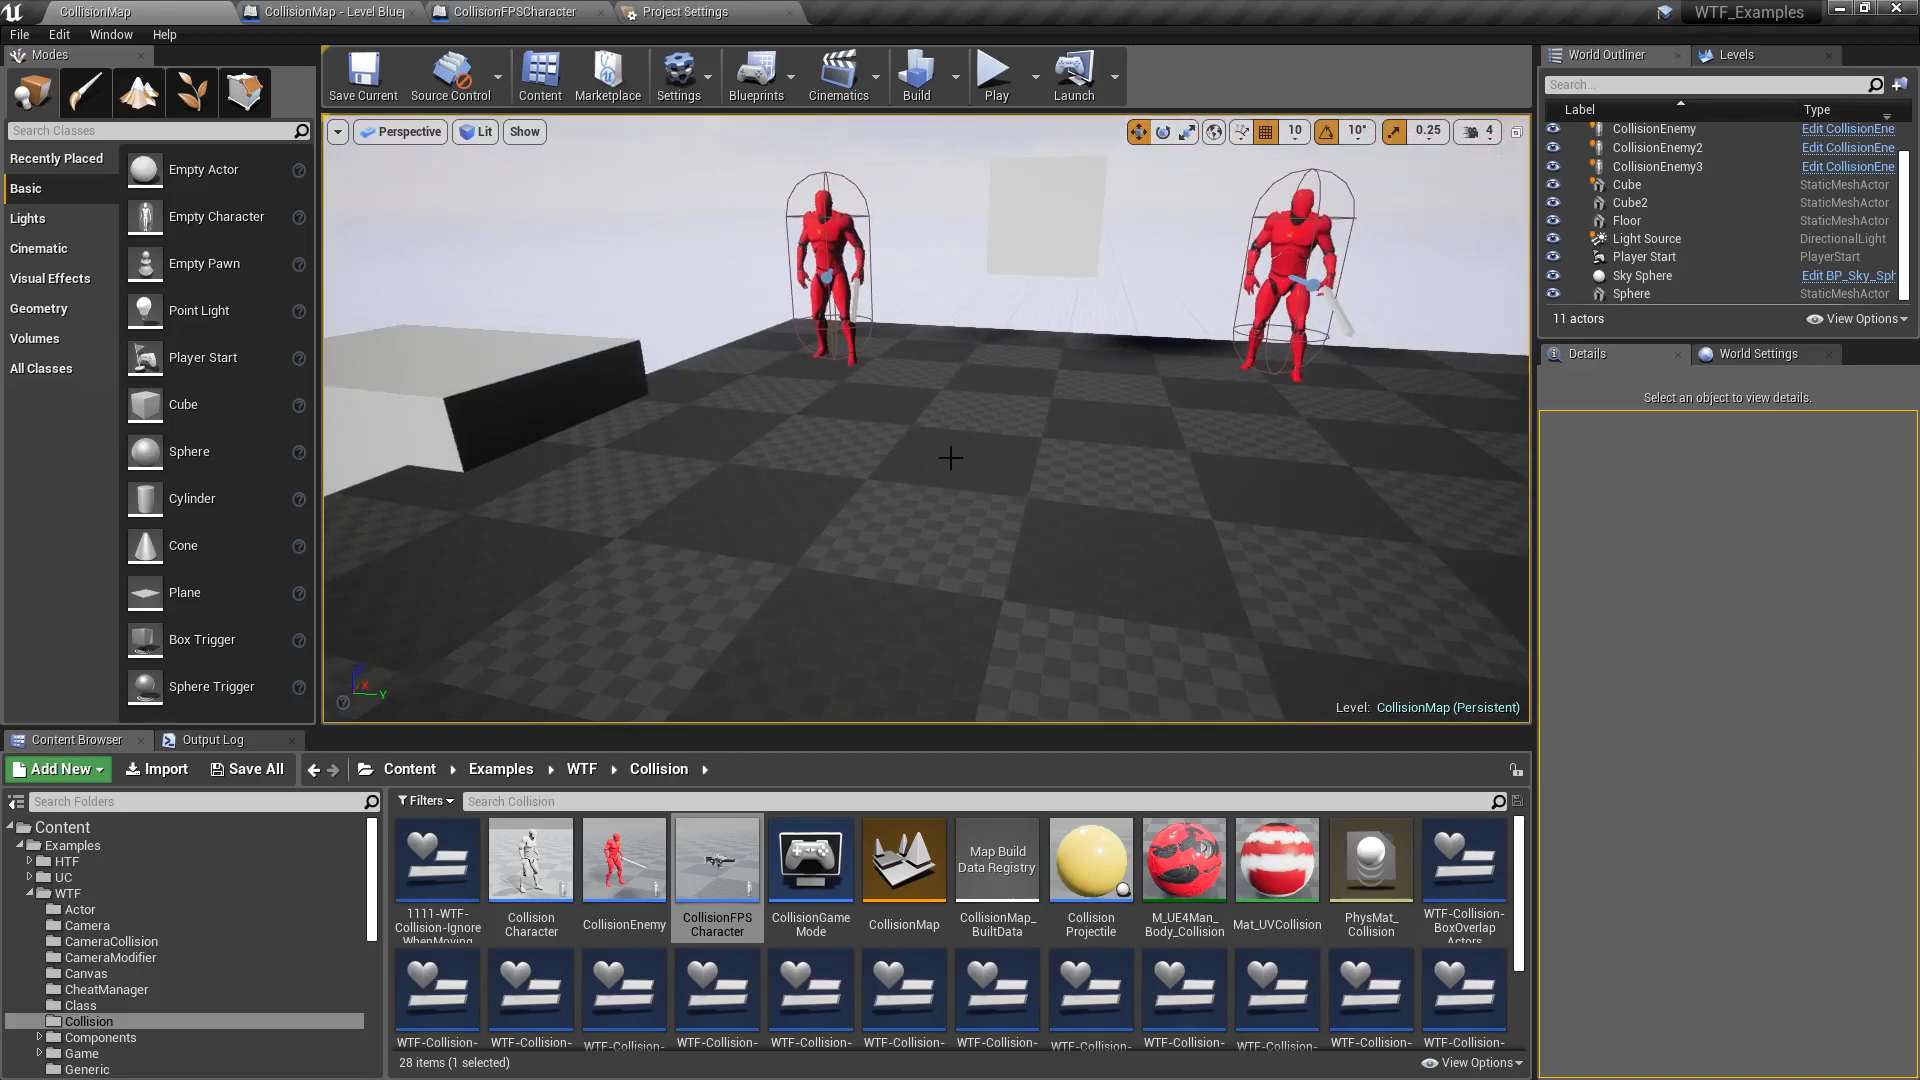 CollisionMap
CollisionMap - Level Bluep
CollisionFPSCharacter
Project Settings
WTF_Examples
File
Edit
Window
Help
Modes
Search Classes
Recently Placed
Basic
Lights
Cinematic
Visual Effects
Geometry
Volumes
All Classes
Empty Actor
Empty Character
Empty Pawn
Point Light
Player Start
Cube
Sphere
Cylinder
Cone
Plane
Box Trigger
Sphere Trigger
Save Current
Source Control
Content
Marketplace
Settings
Blueprints
Cinematics
Build
Play
Launch
Perspective
Lit
Show
10
10°
0.25
4
X
Y
Level: CollisionMap (Persistent)
World Outliner
Levels
Search...
Label
Type
CollisionEnemy
Edit CollisionEne
CollisionEnemy2
Edit CollisionEne
CollisionEnemy3
Edit CollisionEne
Cube
StaticMeshActor
Cube2
StaticMeshActor
Floor
StaticMeshActor
Light Source
DirectionalLight
Player Start
PlayerStart
Sky Sphere
Edit BP_Sky_Sph
Sphere
StaticMeshActor
11 actors
View Options
Details
World Settings
Select an object to view details.
Content Browser
Output Log
Add New
Import
Save All
Content
Examples
WTF
Collision
Search Folders
Filters
Search Collision
Content
Examples
HTF
UC
WTF
Actor
Camera
CameraCollision
CameraModifier
Canvas
CheatManager
Class
Collision
Components
Game
Generic
1111-WTF-
Collision-Ignore
WhenMoving
Collision
Character
CollisionEnemy
CollisionFPS
Character
CollisionGame
Mode
CollisionMap
Map Build
Data Registry
CollisionMap_
BuiltData
Collision
Projectile
M_UE4Man_
Body_Collision
Mat_UVCollision
PhysMat_
Collision
WTF-Collision-
BoxOverlap
Actors
WTF-Collision-
WTF-Collision-
WTF-Collision-
WTF-Collision-
WTF-Collision-
WTF-Collision-
WTF-Collision-
WTF-Collision-
WTF-Collision-
WTF-Collision-
WTF-Collision-
WTF-Collision-
28 items (1 selected)
View Options